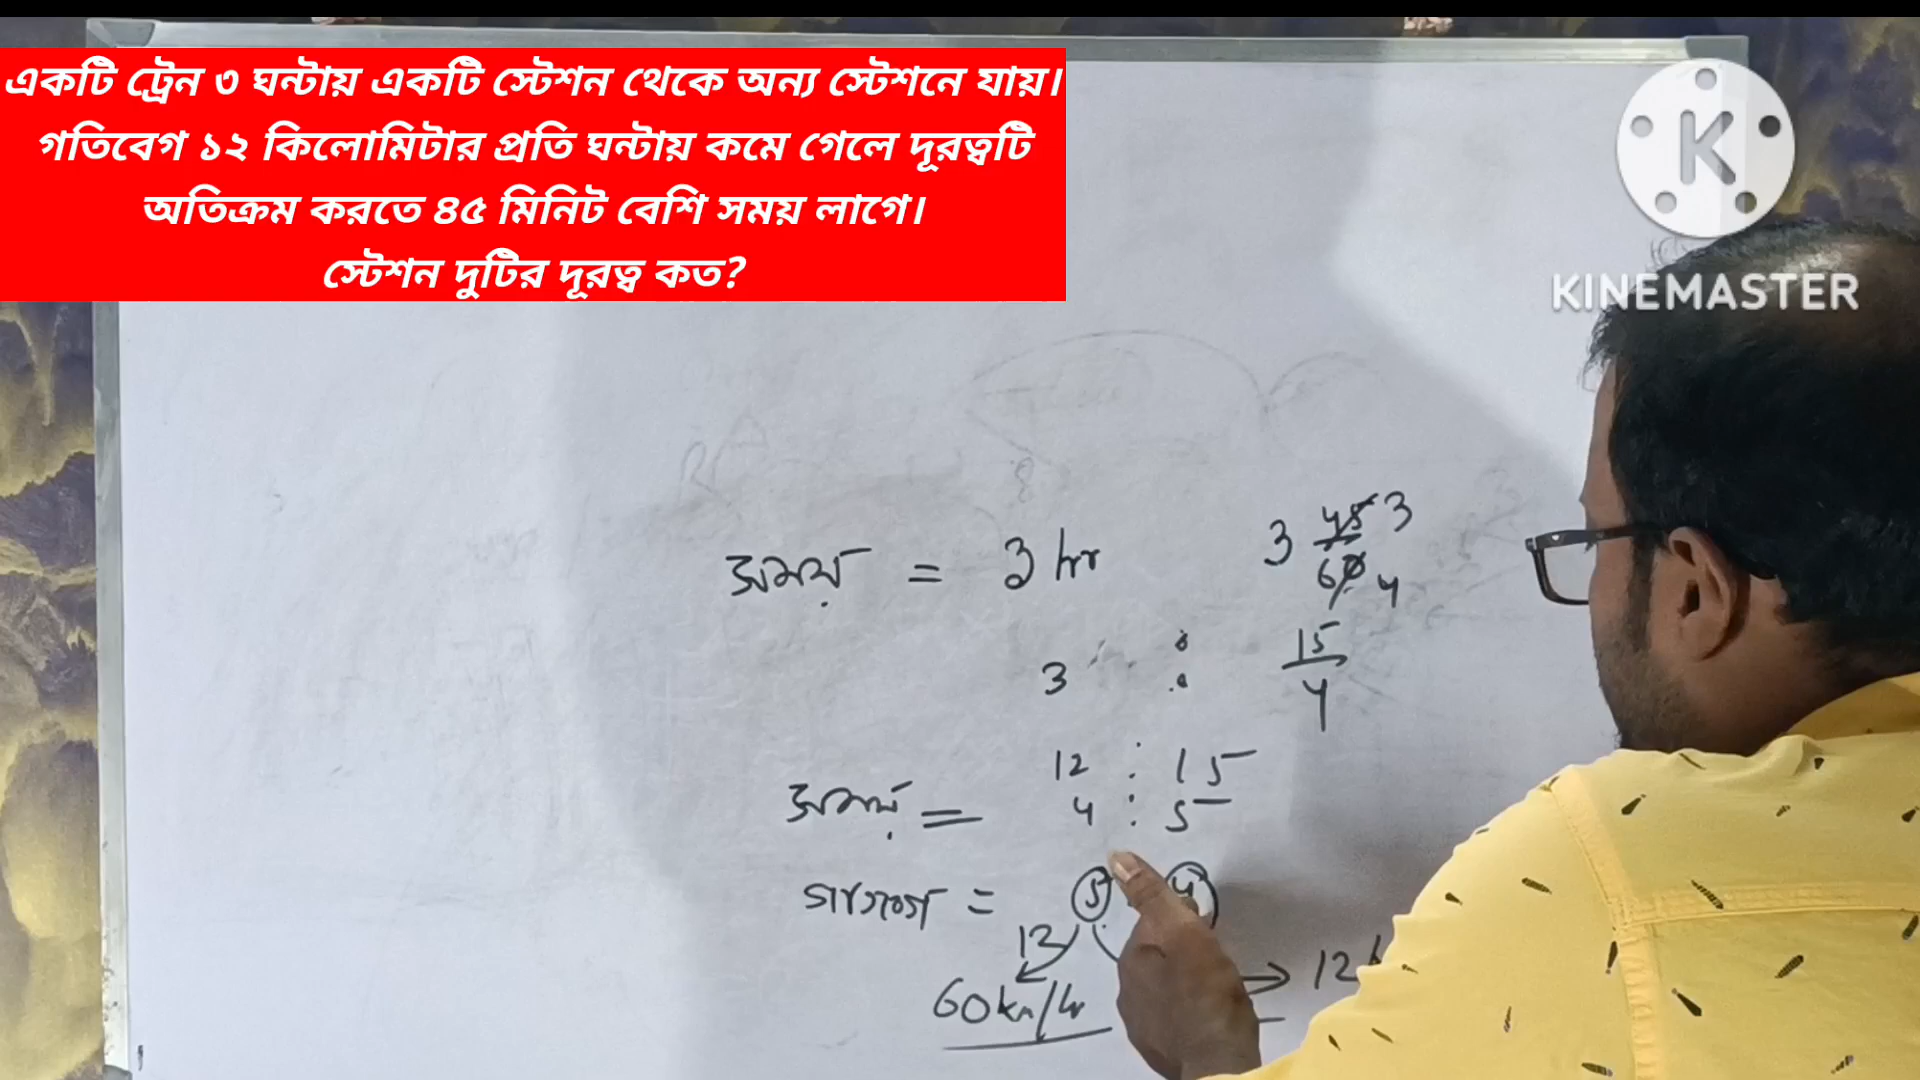 একটি ট্রেন ৩ ঘন্টায় একটি স্টেশন থেকে অন্য স্টেশনে যায়।
গতিবেগ ১২ কিলোমিটার প্রতি ঘন্টায় কমে গেলে দূরত্বটি
অতিক্রম করতে ৪৫ মিনিট বেশি সময় লাগে।
স্টেশন দুটির দূরত্ব কত?
KINEMASTER
সময় = 3 hr 3 45/60 3/4
3 : 15/4
12 : 15
সময় = 4 : 5
= 5 4
12 12
60 km/hr